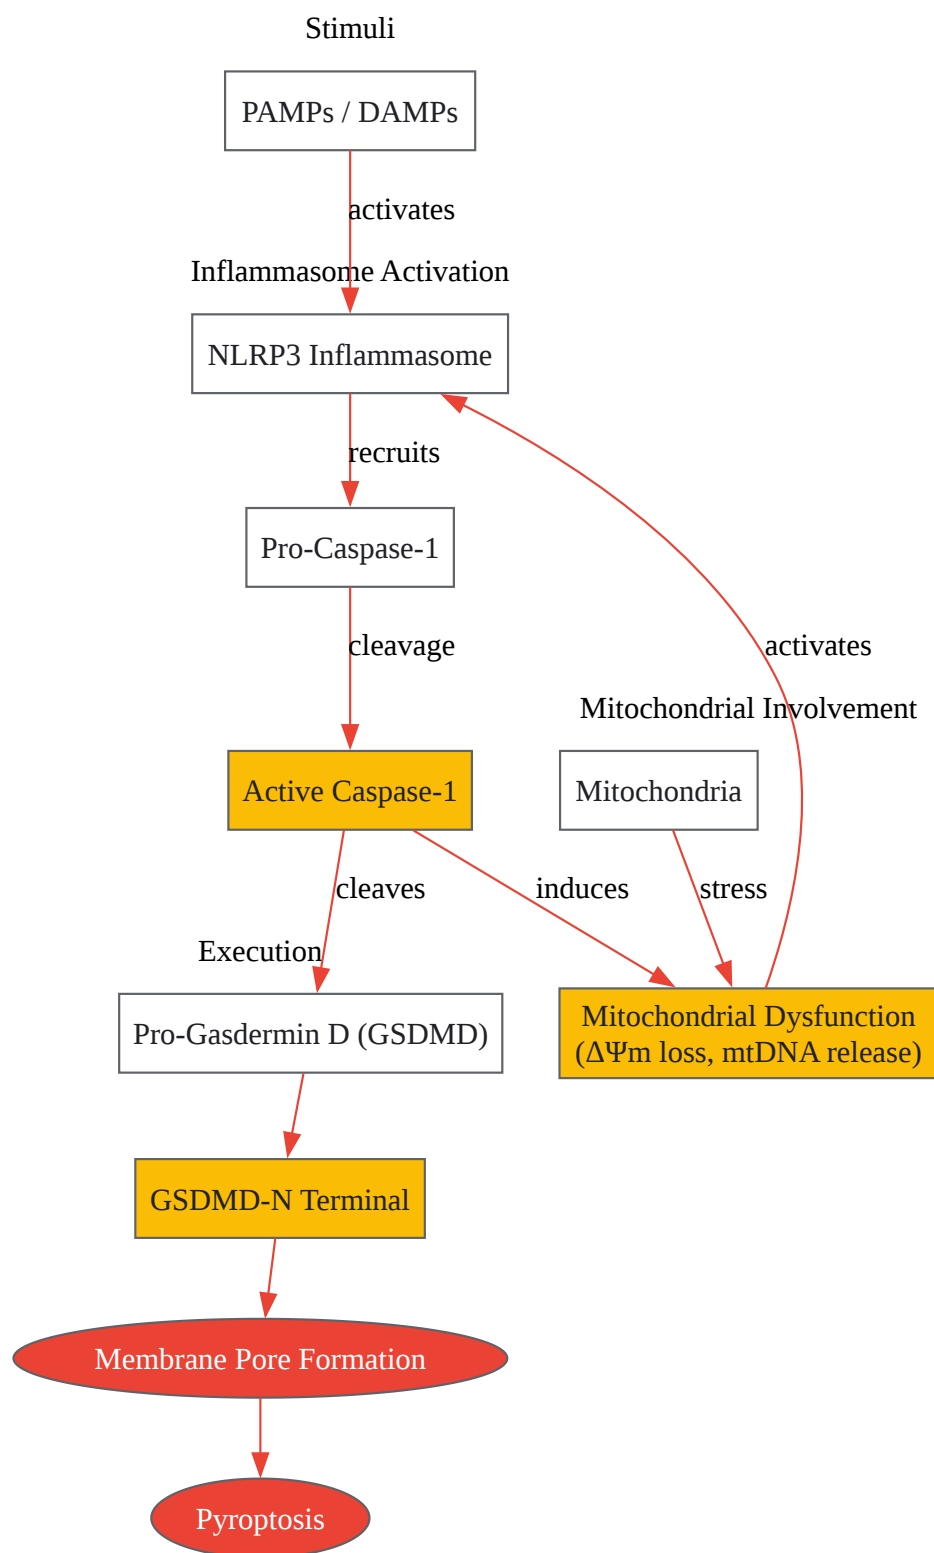 Stimuli
PAMPs / DAMPs
activates
Inflammasome Activation
NLRP3 Inflammasome
recruits
Pro-Caspase-1
cleavage
activates
Mitochondrial Involvement
Active Caspase-1
Mitochondria
cleaves
induces
stress
Execution
Pro-Gasdermin D (GSDMD)
Mitochondrial Dysfunction
(ΔΨm loss, mtDNA release)
GSDMD-N Terminal
Membrane Pore Formation
Pyroptosis